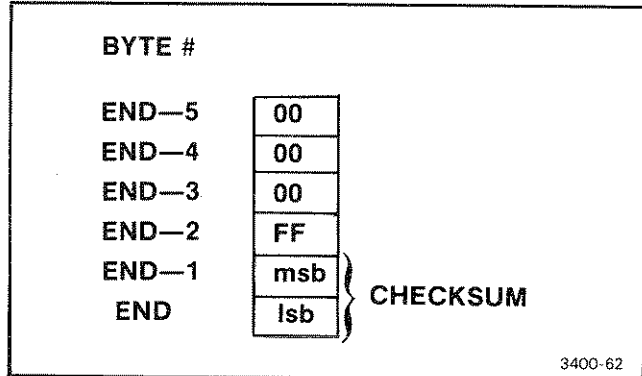 BYTE #
END—5 00
END—4 00
END—3 00
END—2 FF
END—1 msb
CHECKSUM
END lsb
3400-62